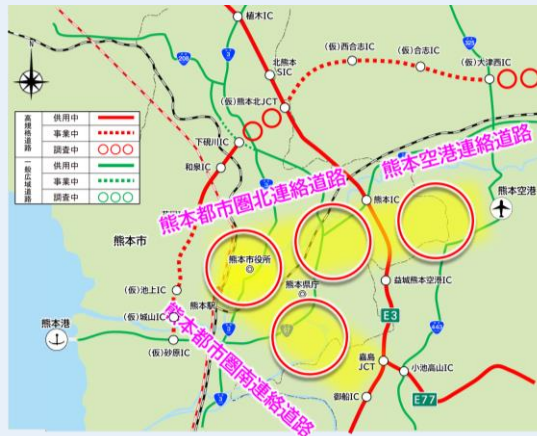 植木IC
(仮)西合志IC
(仮)合志IC
(仮)大津西IC
北熊本
SIC
(仮)熊本北JCT
N
3
高規格道路
供用中
事業中
調査中
一般広域道路
供用中
事業中
調査中
下硯川IC
和泉IC
熊本都市圏北連絡道路
熊本空港連絡道路
熊本IC
熊本空港
熊本市
熊本市役所
熊本県庁
益城熊本空港IC
(仮)池上IC
熊本駅
(仮)城山IC
熊本港
(仮)砂原IC
熊本都市圏南連絡道路
E3
443
3
嘉島
JCT
小池高山IC
御船IC
E77